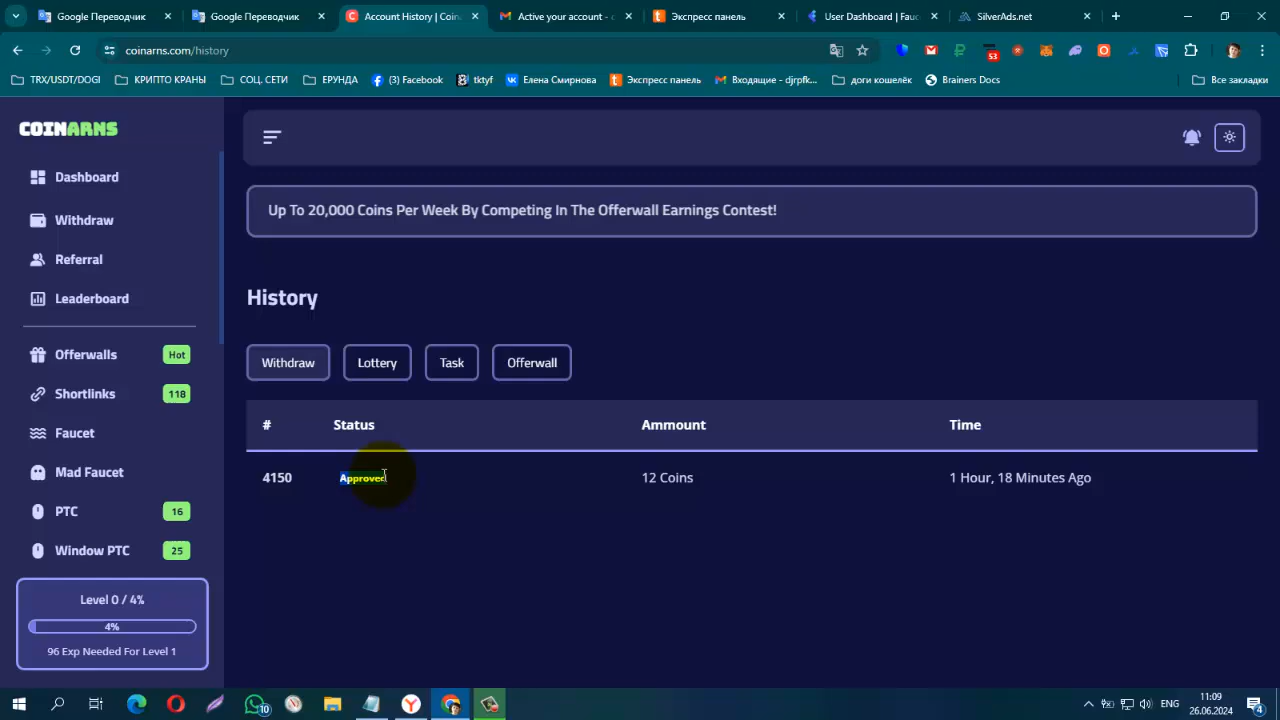 Google Переводчик
Google Переводчик
Account History | Coin
Active your account - c
Экспресс панель
User Dashboard | Fauc
SilverAds.net
coinarns.com/history
53
TRX/USDT/DOGI
КРИПТО КРАНЫ
СОЦ. СЕТИ
ЕРУНДА
(3) Facebook
tktyf
Елена Смирнова
Экспресс панель
Входящие - djrpfk...
доги кошелёк
Brainers Docs
Все закладки
COINARNS
Dashboard
Withdraw
Referral
Leaderboard
Offerwalls
Hot
Shortlinks
118
Faucet
Mad Faucet
PTC
16
Window PTC
25
Level 0 / 4%
4%
96 Exp Needed For Level 1
Up To 20,000 Coins Per Week By Competing In The Offerwall Earnings Contest!
History
Withdraw
Lottery
Task
Offerwall
# Status Ammount Time
4150 Approved 12 Coins 1 Hour, 18 Minutes Ago
10
ENG
11:09
26.06.2024
4